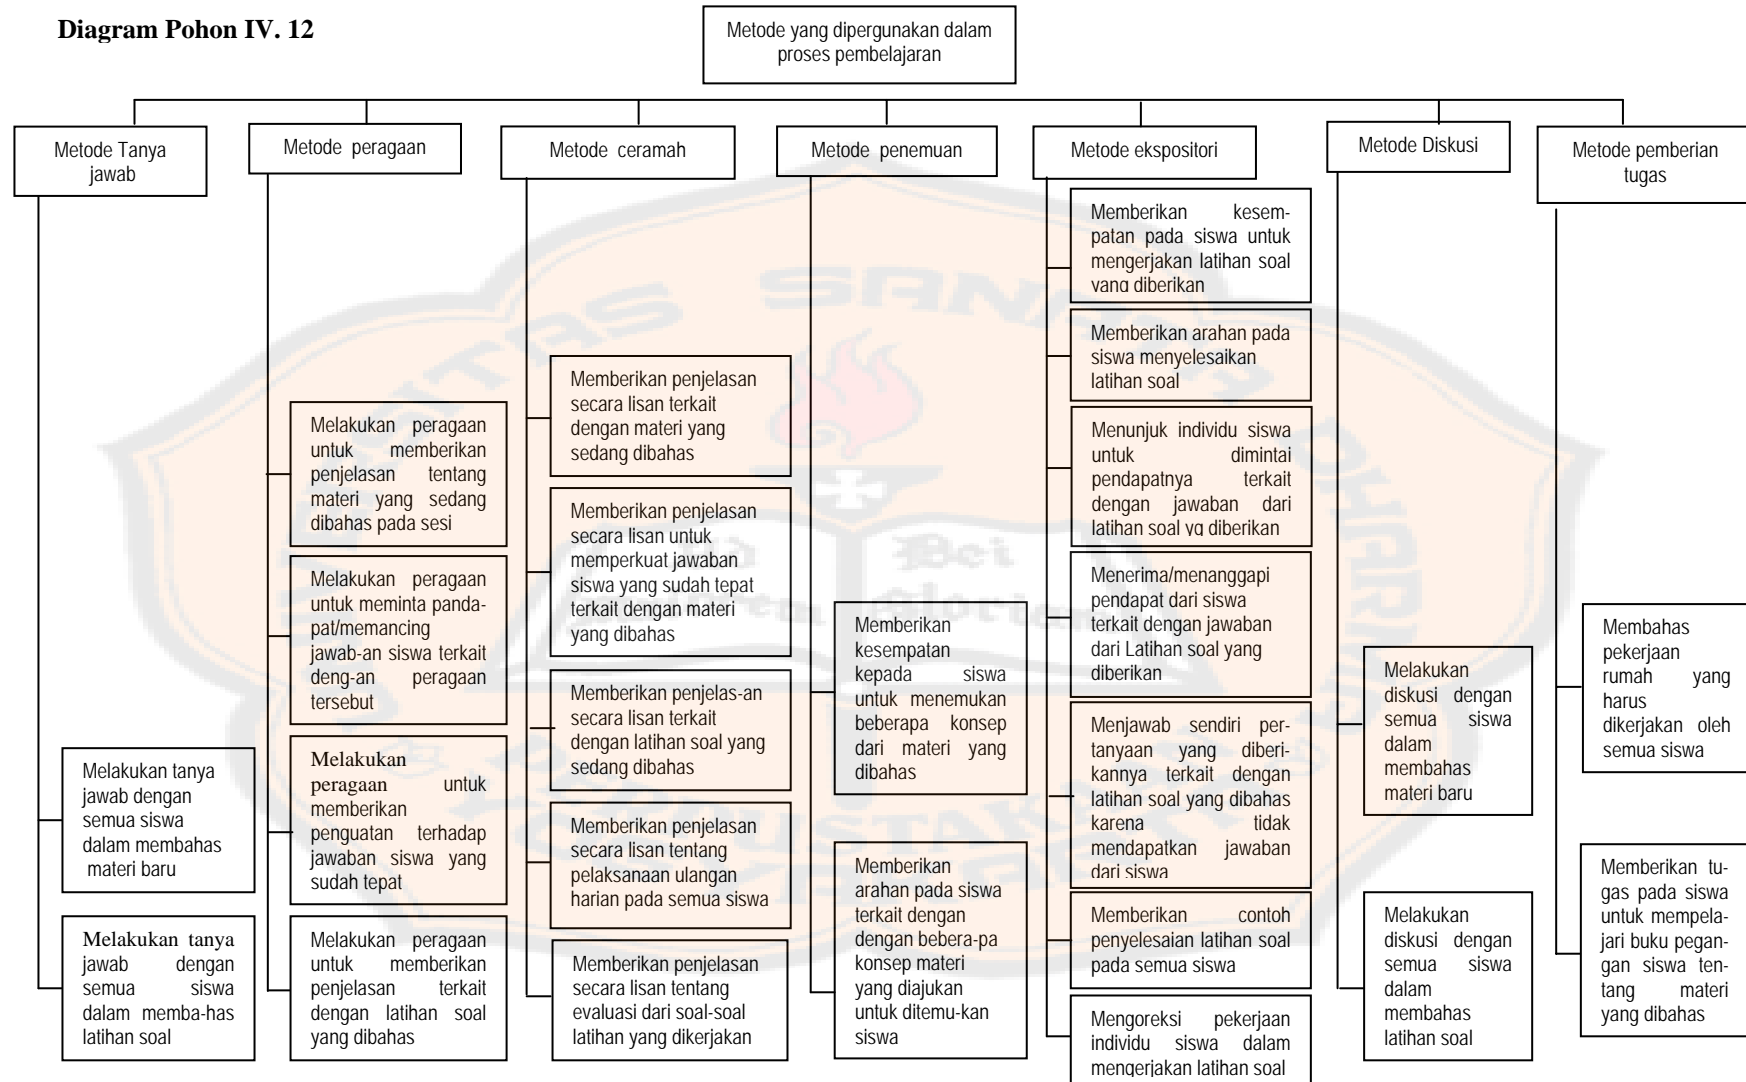 Diagram Pohon IV. 12
Metode yang dipergunakan dalam
proses pembelajaran
Metode Tanya
jawab
Metode peragaan
Metode ceramah
Metode penemuan
Metode ekspositori
Metode Diskusi
Metode pemberian
tugas
Melakukan tanya
jawab dengan
semua siswa
dalam membahas
materi baru
Melakukan tanya
jawab dengan
semua siswa
dalam memba-has
latihan soal
Melakukan peragaan
untuk memberikan
penjelasan tentang
materi yang sedang
dibahas pada sesi
Melakukan peragaan
untuk meminta panda-
pat/memancing
jawab-an siswa terkait
deng-an peragaan
tersebut
Melakukan
peragaan untuk
memberikan
penguatan terhadap
jawaban siswa yang
sudah tepat
Melakukan peragaan
untuk memberikan
penjelasan terkait
dengan latihan soal
yang dibahas
Memberikan penjelasan
secara lisan terkait
dengan materi yang
sedang dibahas
Memberikan penjelasan
secara lisan untuk
memperkuat jawaban
siswa yang sudah tepat
terkait dengan materi
yang dibahas
Memberikan penjelas-an
secara lisan terkait
dengan latihan soal yang
sedang dibahas
Memberikan penjelasan
secara lisan tentang
pelaksanaan ulangan
harian pada semua siswa
Memberikan penjelasan
secara lisan tentang
evaluasi dari soal-soal
latihan yang dikerjakan
Memberikan
kesempatan
kepada siswa
untuk menemukan
beberapa konsep
dari materi yang
dibahas
Memberikan
arahan pada siswa
terkait dengan
dengan bebera-pa
konsep materi
yang diajukan
untuk ditemu-kan
siswa
Memberikan kesem-
patan pada siswa untuk
mengerjakan latihan soal
yang diberikan
Memberikan arahan pada
siswa menyelesaikan
latihan soal
Menunjuk individu siswa
untuk dimintai
pendapatnya terkait
dengan jawaban dari
latihan soal yg diberikan
Menerima/menanggapi
pendapat dari siswa
terkait dengan jawaban
dari Latihan soal yang
diberikan
Menjawab sendiri per-
tanyaan yang diberi-
kannya terkait dengan
latihan soal yang dibahas
karena tidak
mendapatkan jawaban
dari siswa
Memberikan contoh
penyelesaian latihan soal
pada semua siswa
Mengoreksi pekerjaan
individu siswa dalam
mengerjakan latihan soal
Melakukan
diskusi dengan
semua siswa
dalam
membahas
materi baru
Melakukan
diskusi dengan
semua siswa
dalam
membahas
latihan soal
Membahas
pekerjaan
rumah yang
harus
dikerjakan oleh
semua siswa
Memberikan tu-
gas pada siswa
untuk mempela-
jari buku pegan-
gan siswa ten-
tang materi
yang dibahas
UNIVERSITAS SANATA DHARMA
Ad Dei
Gloriam
PERPUSTAKAAN
YOGYAKARTA